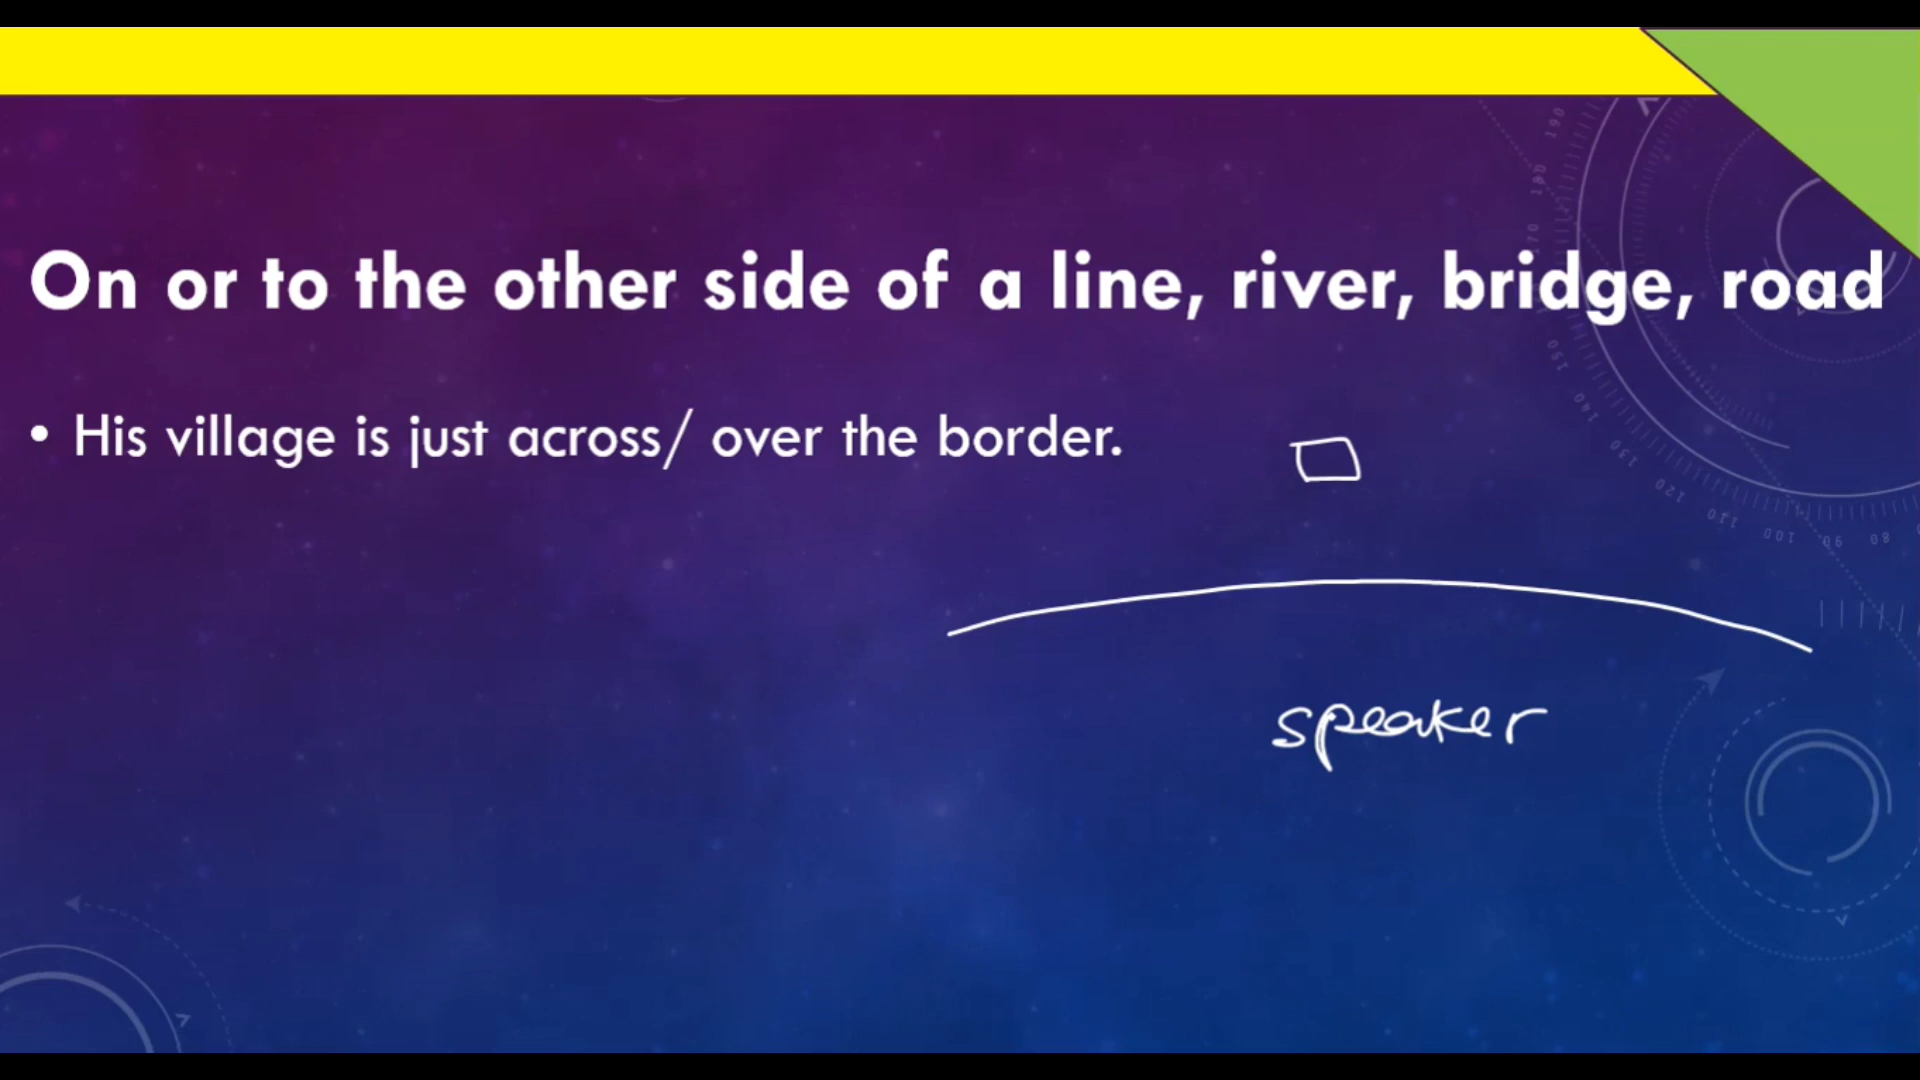 On or to the other side of a line, river, bridge, road
• His village is just across/ over the border.
speaker